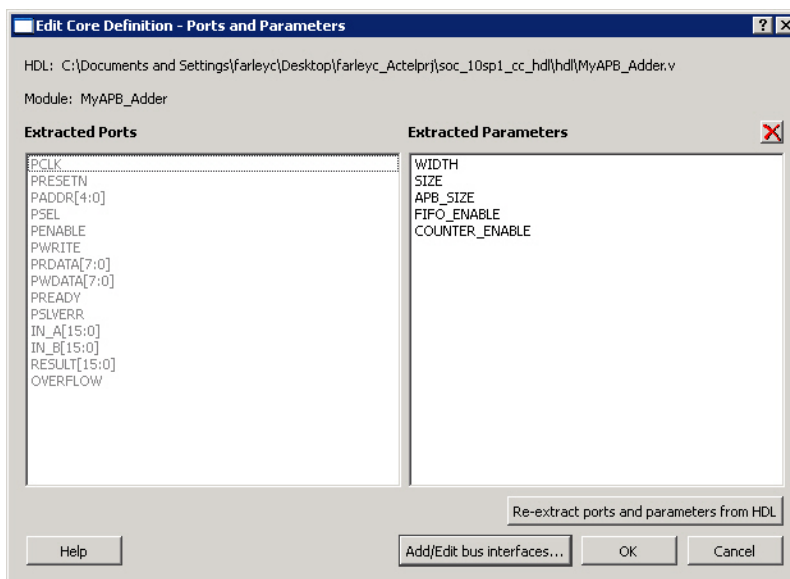 Edit Core Definition - Ports and Parameters
HDL: C:\Documents and Settings\farleyc\Desktop\farleyc_Actelprj\soc_10sp1_cc_hdl\hdl\MyAPB_Adder.v
Module: MyAPB_Adder
Extracted Ports
PCLK
PRESETN
PADDR[4:0]
PSEL
PENABLE
PWRITE
PRDATA[7:0]
PWDATA[7:0]
PREADY
PSLVERR
IN_A[15:0]
IN_B[15:0]
RESULT[15:0]
OVERFLOW
Extracted Parameters
WIDTH
SIZE
APB_SIZE
FIFO_ENABLE
COUNTER_ENABLE
Re-extract ports and parameters from HDL
Help
Add/Edit bus interfaces...
OK
Cancel